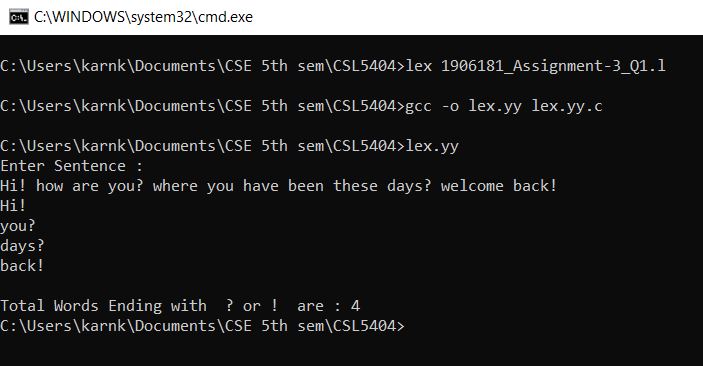 C:\WINDOWS\system32\cmd.exe
C:\Users\karnk\Documents\CSE 5th sem\CSL5404>lex 1906181_Assignment-3_Q1.l
C:\Users\karnk\Documents\CSE 5th sem\CSL5404>gcc -o lex.yy lex.yy.c
C:\Users\karnk\Documents\CSE 5th sem\CSL5404>lex.yy
Enter Sentence :
Hi! how are you? where you have been these days? welcome back!
Hi!
you?
days?
back!
Total Words Ending with  ? or !  are : 4
C:\Users\karnk\Documents\CSE 5th sem\CSL5404>